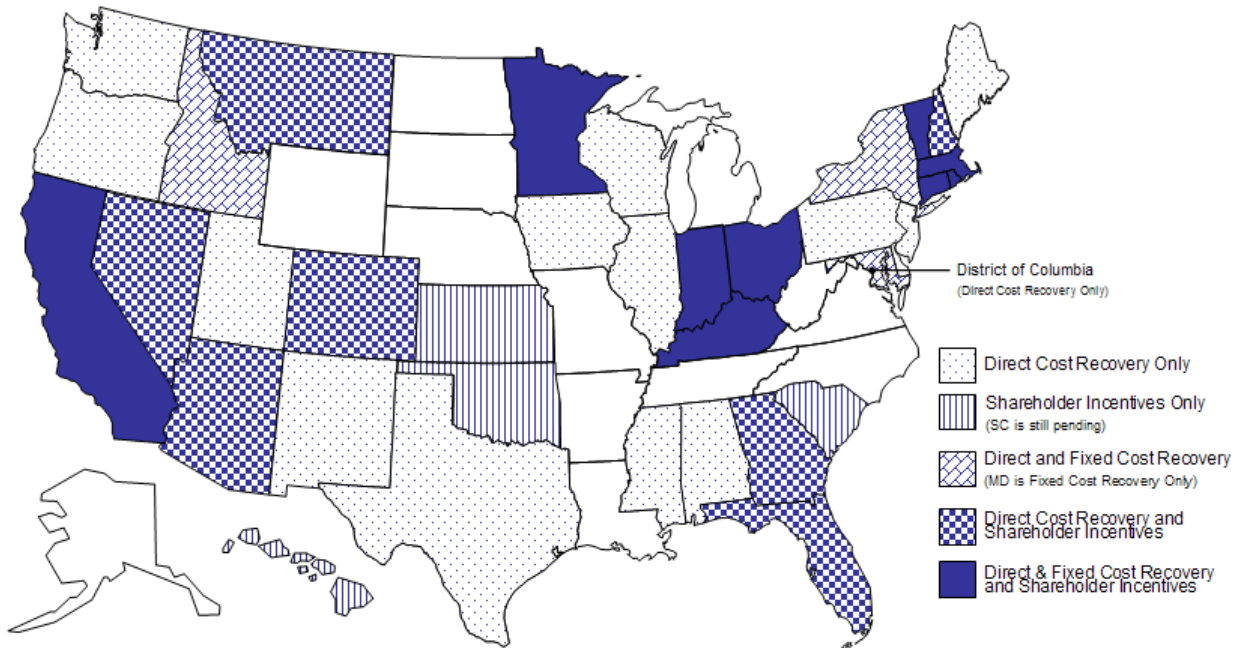 District of Columbia
(Direct Cost Recovery Only)
Direct Cost Recovery Only
Shareholder Incentives Only
(SC is still pending)
Direct and Fixed Cost Recovery
(MD is Fixed Cost Recovery Only)
Direct Cost Recovery and
Shareholder Incentives
Direct & Fixed Cost Recovery
and Shareholder Incentives